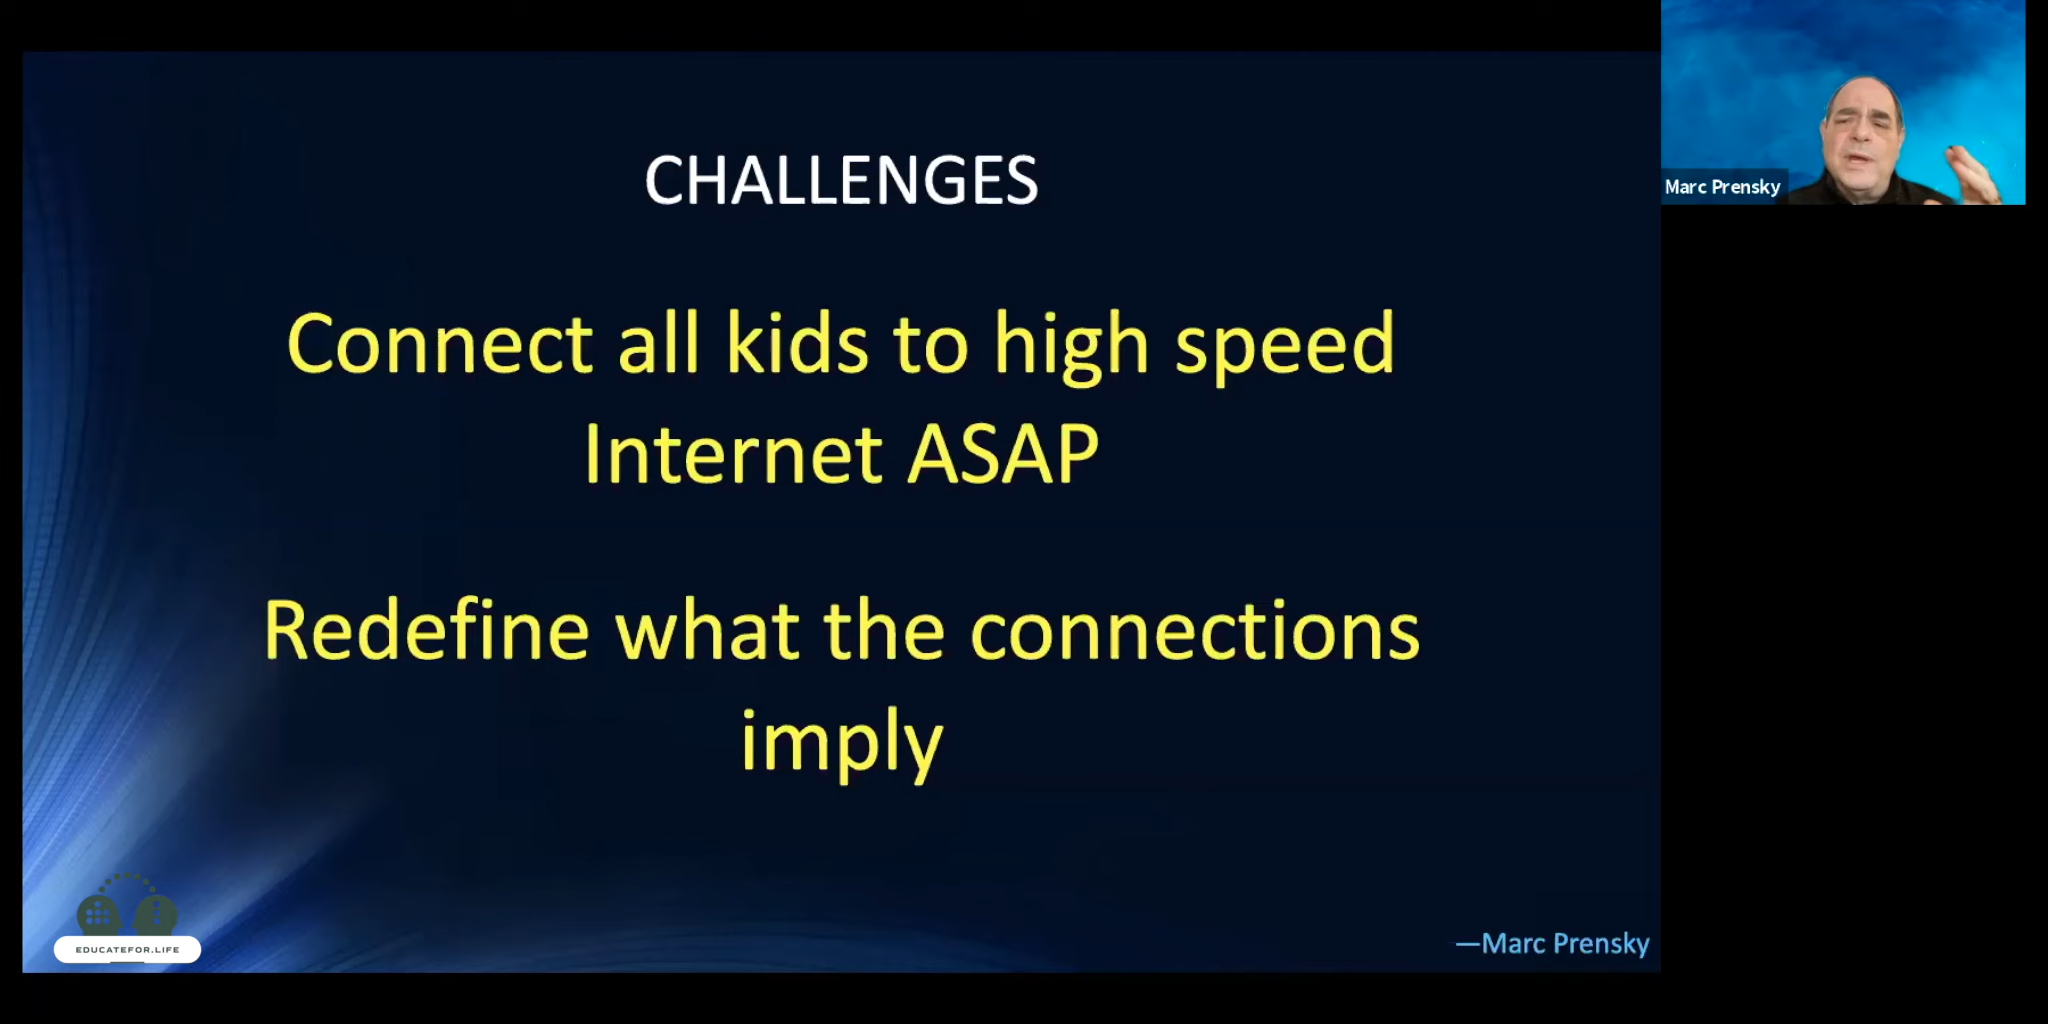 CHALLENGES
Connect all kids to high speed
Internet ASAP
Redefine what the connections
imply
—Marc Prensky
EDUCATEFOR.LIFE
Marc Prensky